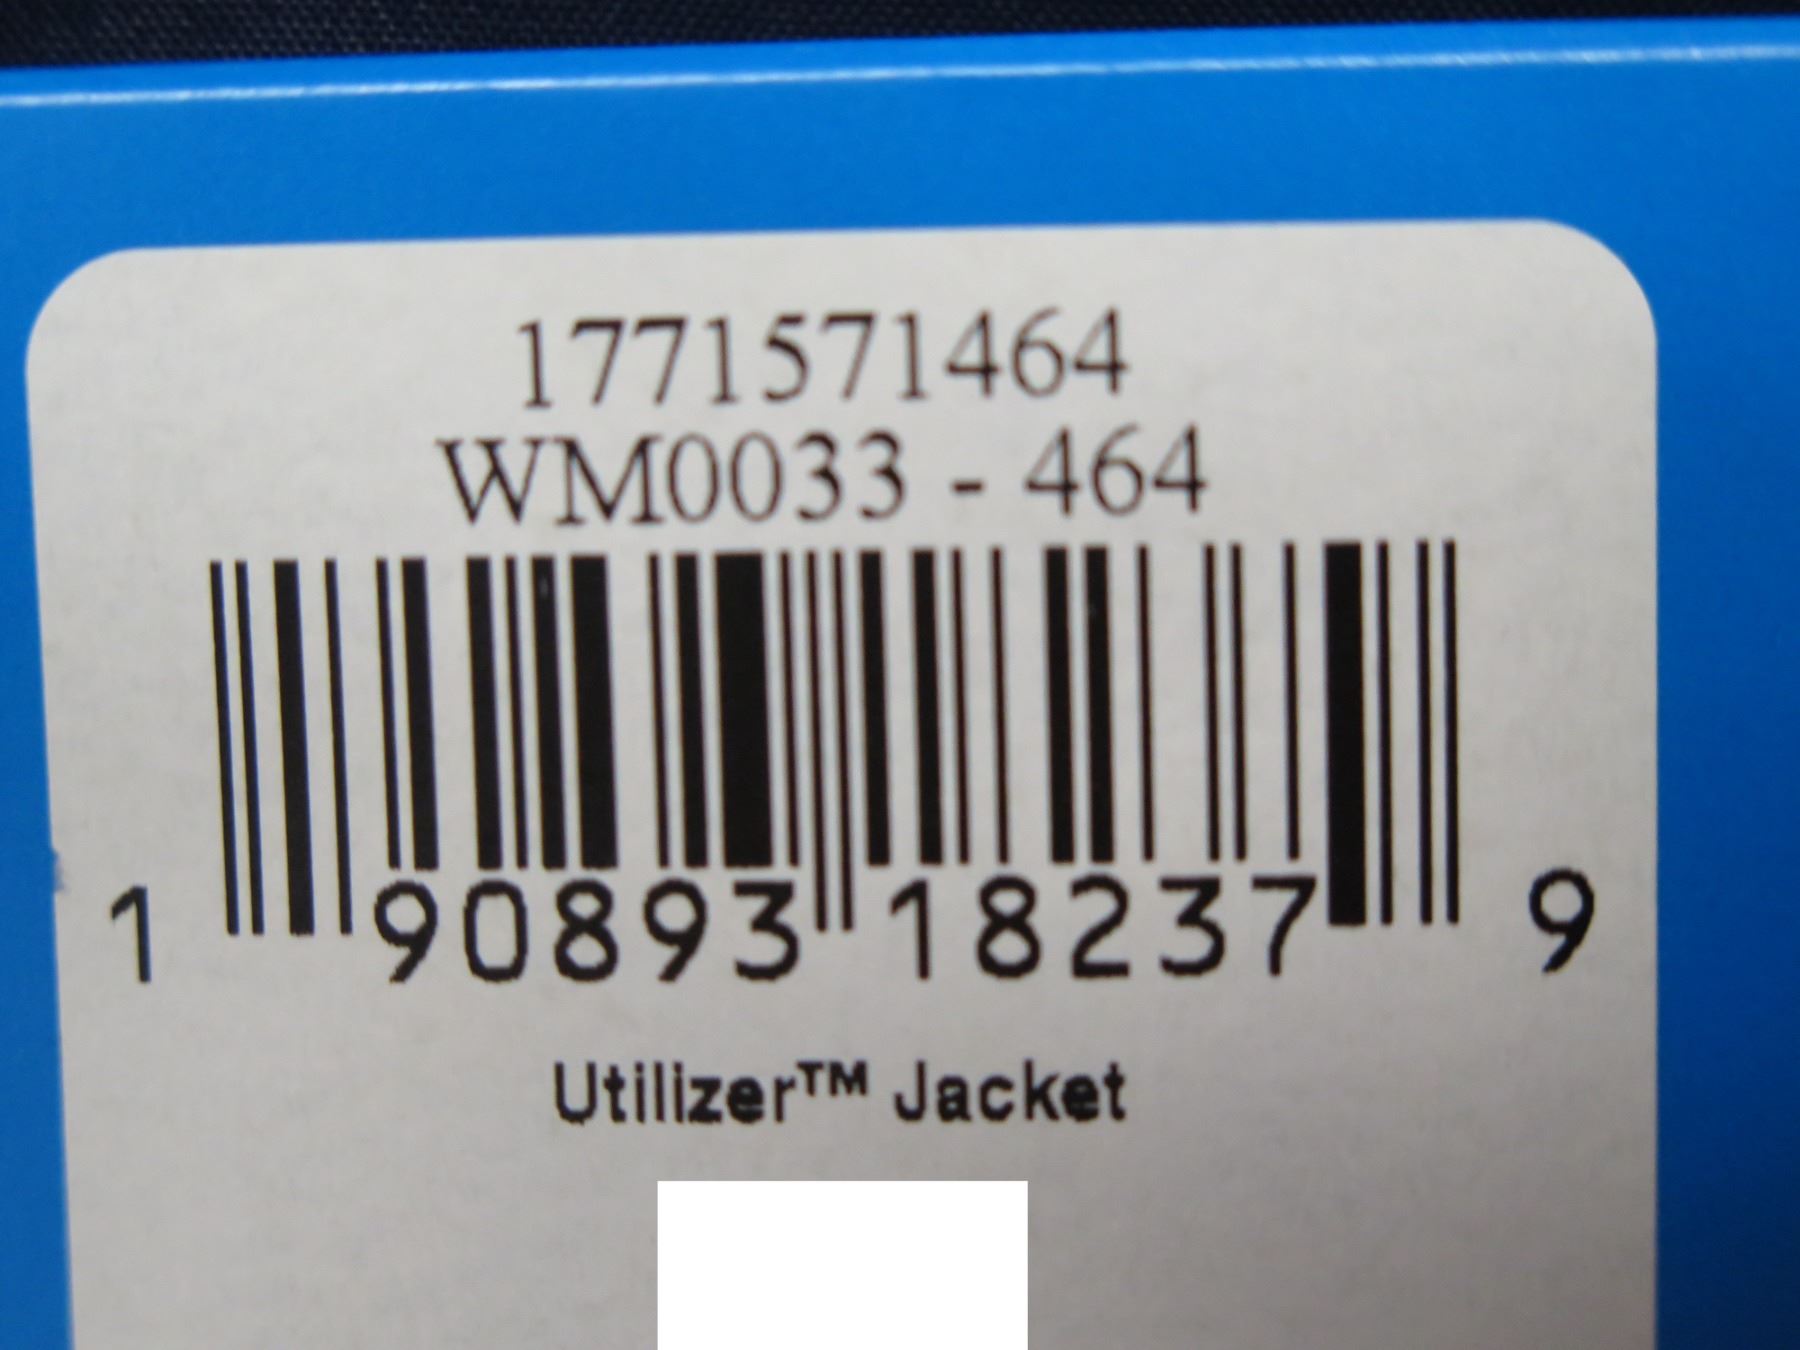 1771571464
WM0033 - 464
1 90893 18237 9
Utilizer™ Jacket